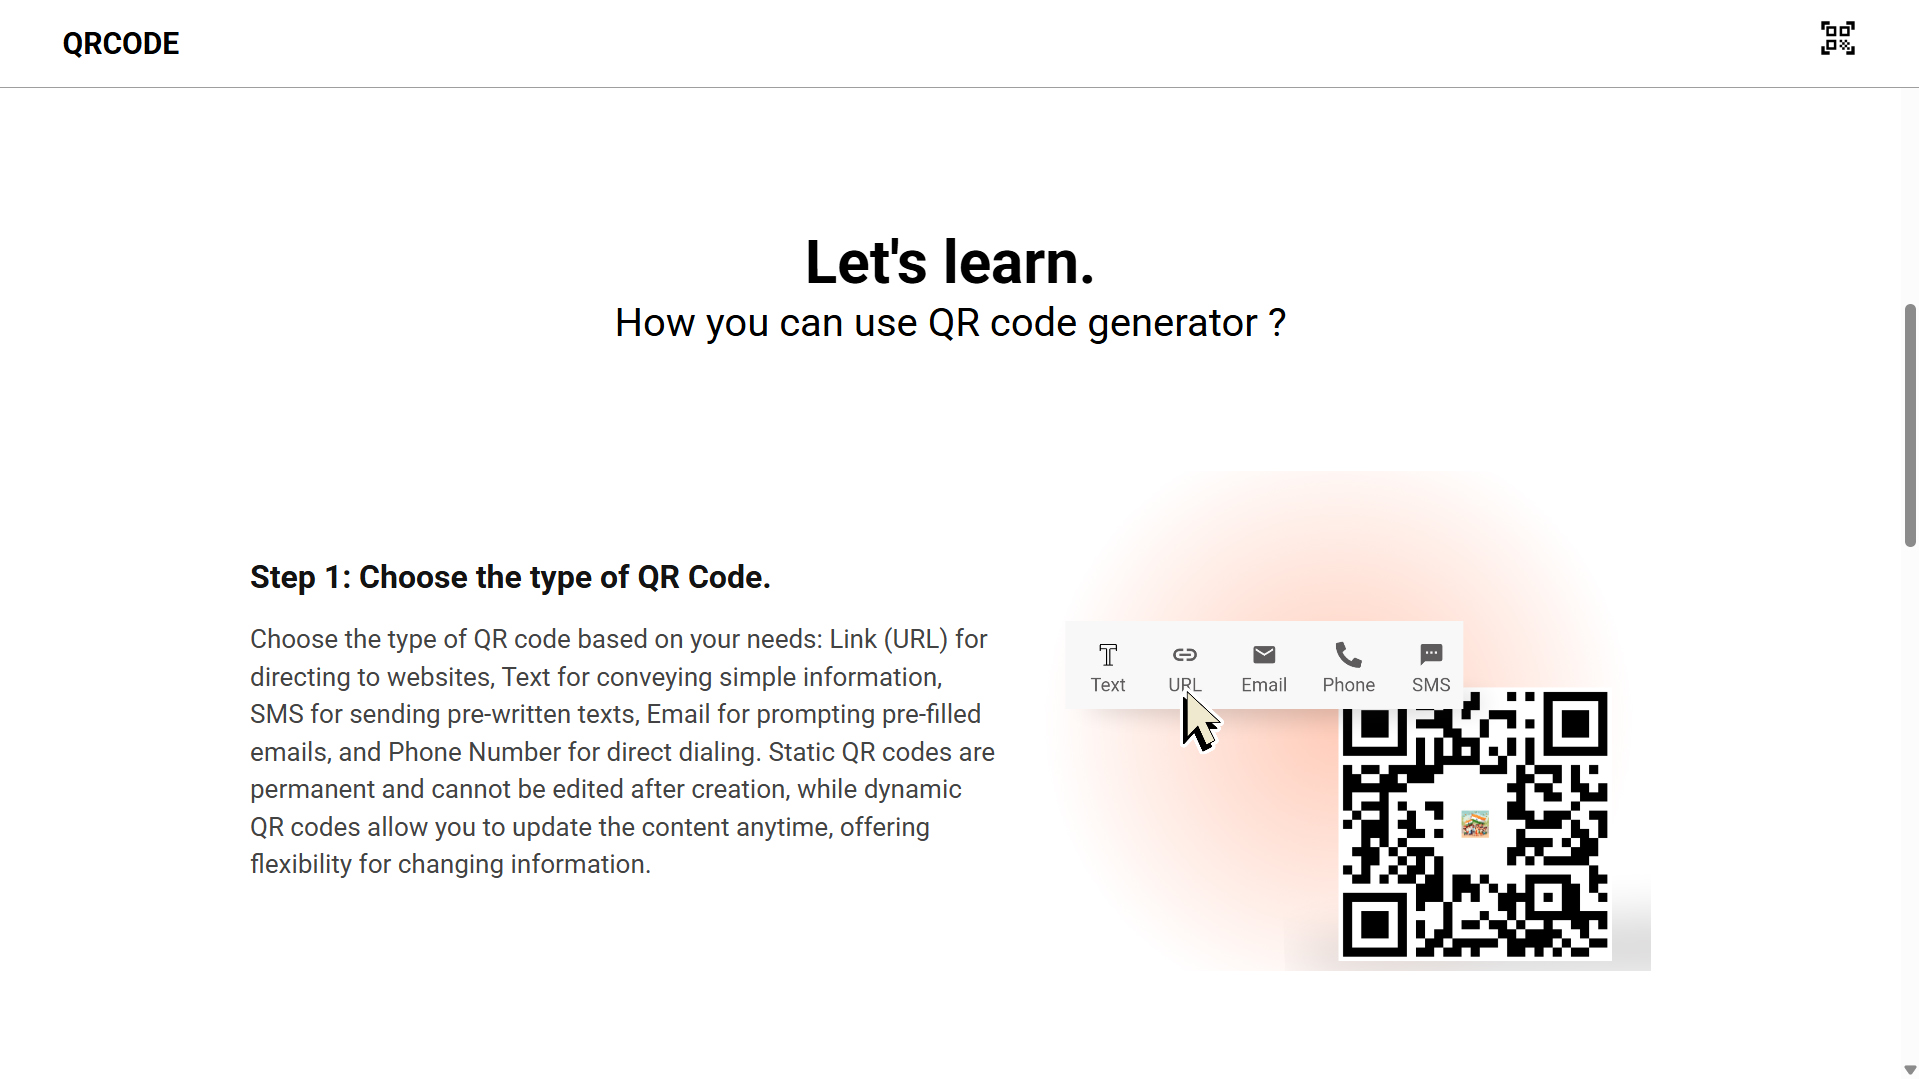 QRCODE
Let's learn.
How you can use QR code generator ?
Step 1: Choose the type of QR Code.
Choose the type of QR code based on your needs: Link (URL) for
directing to websites, Text for conveying simple information,
SMS for sending pre-written texts, Email for prompting pre-filled
emails, and Phone Number for direct dialing. Static QR codes are
permanent and cannot be edited after creation, while dynamic
QR codes allow you to update the content anytime, offering
flexibility for changing information.
Text URL Email Phone SMS